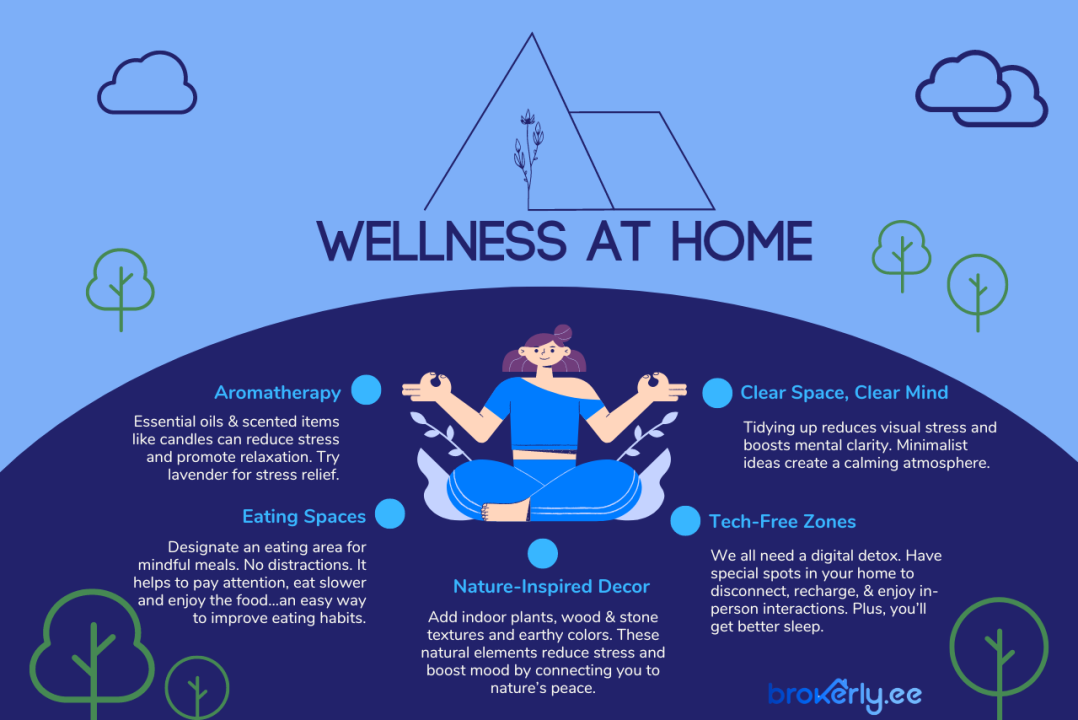 WELLNESS AT HOME
Aromatherapy
Essential oils & scented items
like candles can reduce stress
and promote relaxation. Try
lavender for stress relief.
Clear Space, Clear Mind
Tidying up reduces visual stress and
boosts mental clarity. Minimalist
ideas create a calming atmosphere.
Eating Spaces
Designate an eating area for
mindful meals. No distractions. It
helps to pay attention, eat slower
and enjoy the food...an easy way
to improve eating habits.
Tech-Free Zones
We all need a digital detox. Have
special spots in your home to
disconnect, recharge, & enjoy in-
person interactions. Plus, you'll
get better sleep.
Nature-Inspired Decor
Add indoor plants, wood & stone
textures and earthy colors. These
natural elements reduce stress and
boost mood by connecting you to
nature's peace.
brokerly.ee